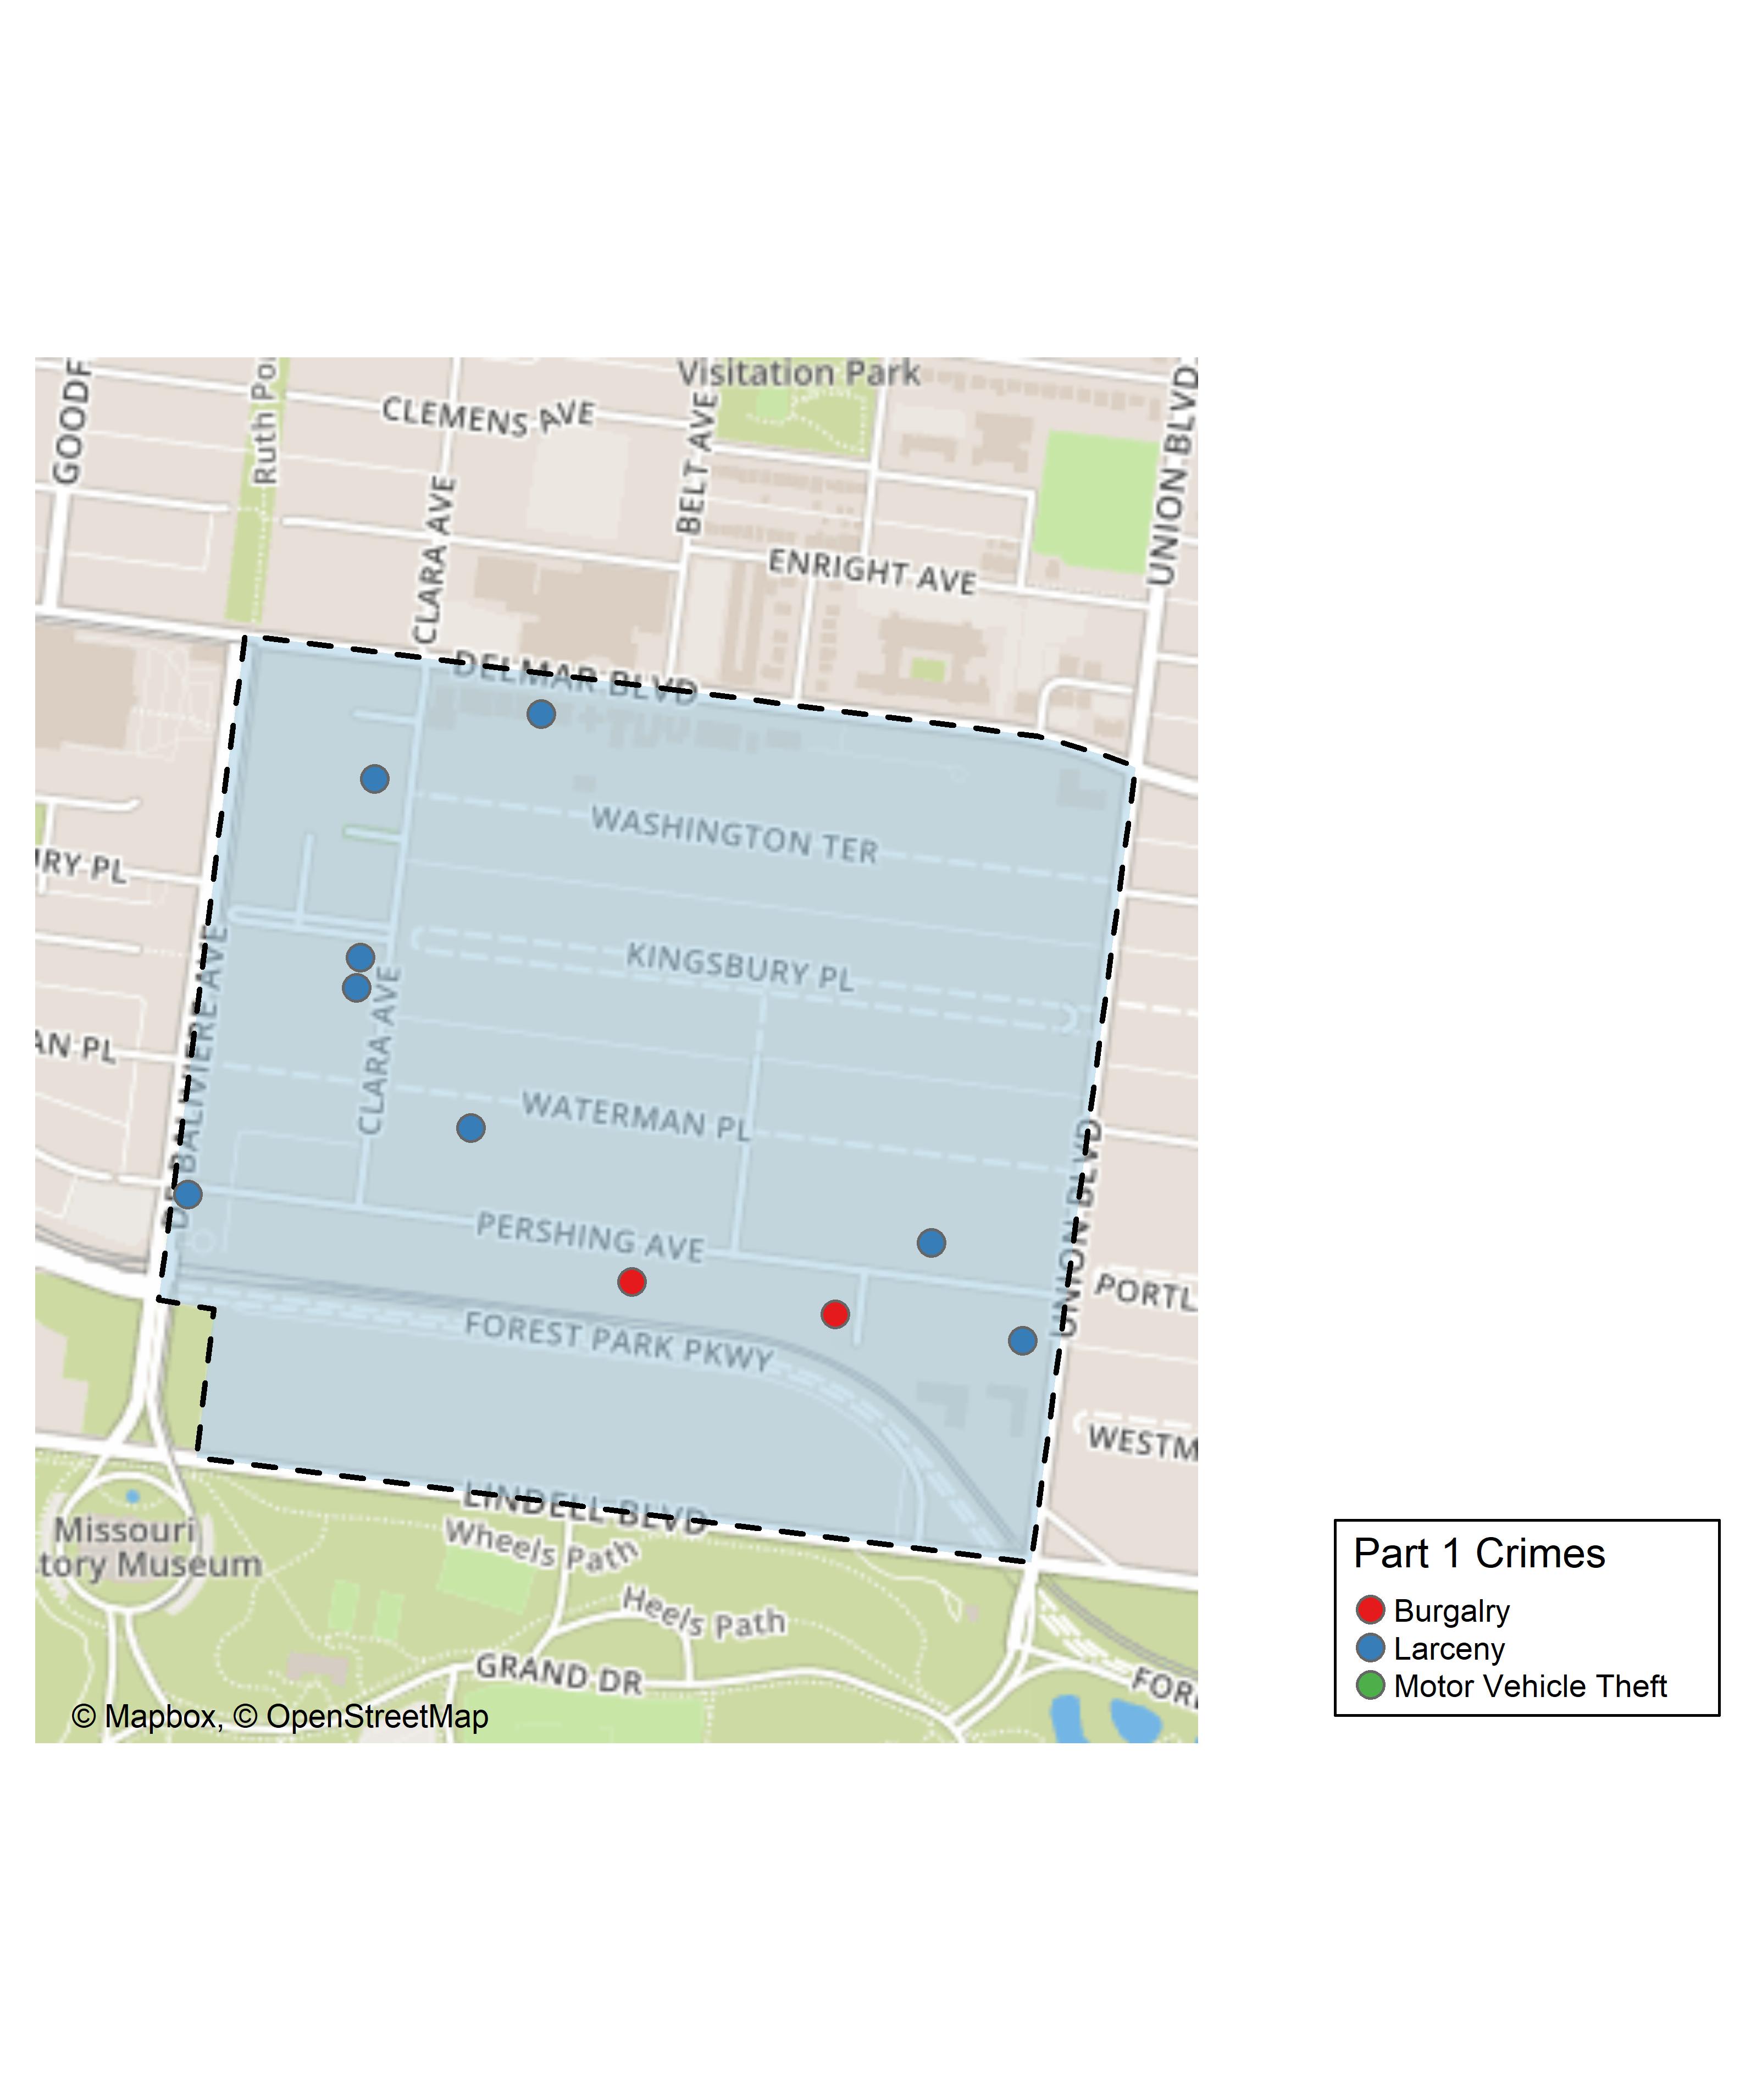 Visitation Park
GOODF
Ruth Po
CLEMENS AVE
BELT AVE
UNION BLVD
CLARA AVE
ENRIGHT AVE
DELMAR BLVD
WASHINGTON TER
RY PL
KINGSBURY PL
DE BALIVIERE AVE
CLARA AVE
AN PL
WATERMAN PL
UNION BLVD
PERSHING AVE
PORTL
FOREST PARK PKWY
WESTM
LINDELL BLVD
Wheels Path
Missouri
tory Museum
Heels Path
GRAND DR
FOR
© Mapbox, © OpenStreetMap
Part 1 Crimes
Burgalry
Larceny
Motor Vehicle Theft